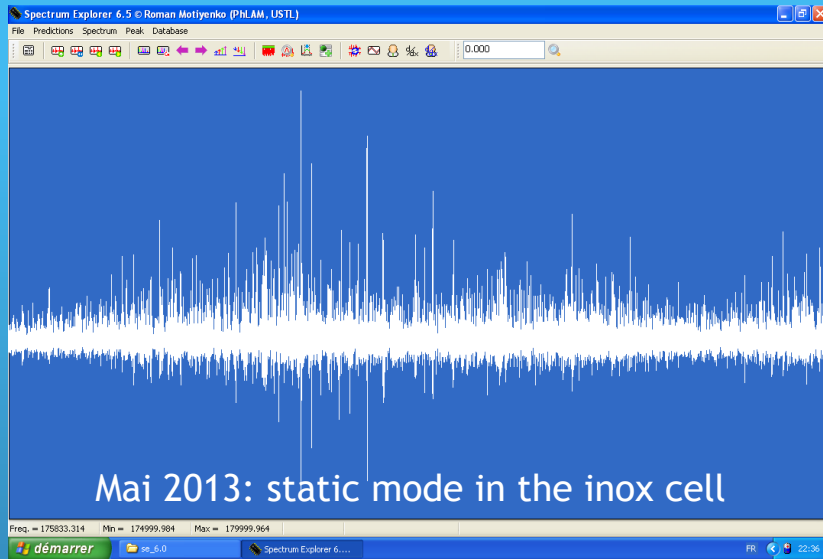 Spectrum Explorer 6.5 © Roman Motiyenko (PhLAM, USTL)
File Predictions Spectrum Peak Database
0.000
Mai 2013: static mode in the inox cell
Freq. = 175833.314 Min = 174999.984 Max = 179999.964
démarrer se_6.0 Spectrum Explorer 6.... FR 22:36